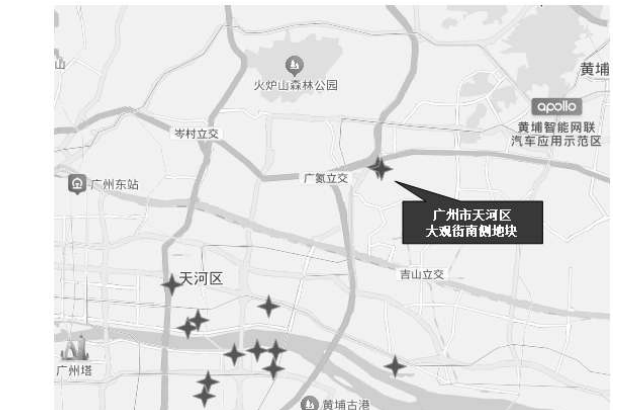 山
火炉山森林公园
黄埔
apollo
黄埔智能网联
汽车应用示范区
岑村立交
广氮立交
广州东站
广州市天河区
大观街南侧地块
天河区
吉山立交
广州塔
黄埔古港